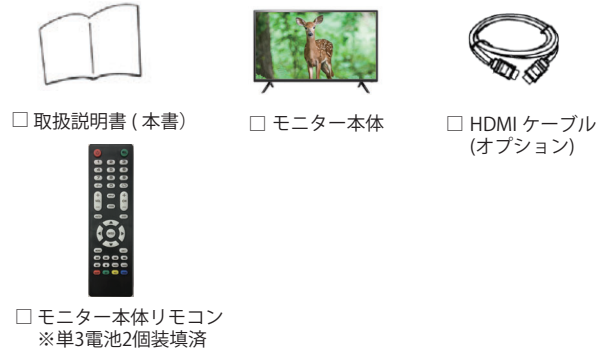 □ 取扱説明書 ( 本書）
□ モニター本体
□ HDMI ケーブル
(オプション)
□ モニター本体リモコン
※単3電池2個装填済